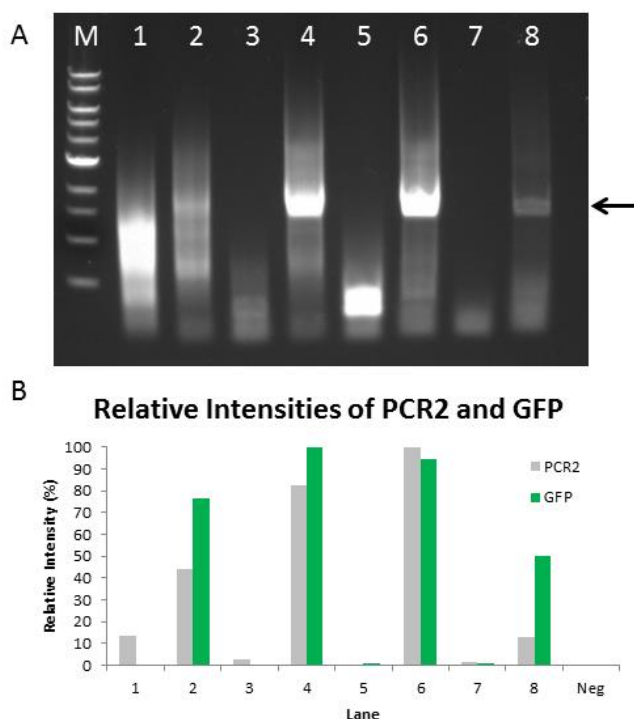 A
M 1 2 3 4 5 6 7 8
B
Relative Intensities of PCR2 and GFP
Relative Intensity (%)
100
90
80
70
60
50
40
30
20
10
0
PCR2
GFP
1 2 3 4 5 6 7 8 Neg
Lane